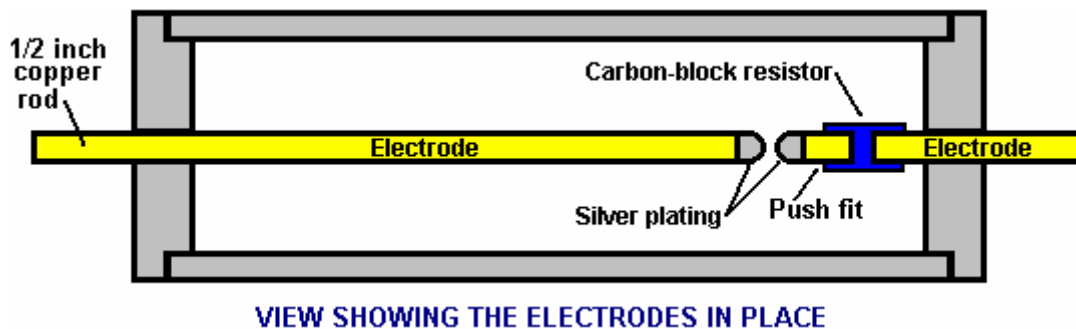 1/2 inch
copper
rod
Carbon-block resistor
Electrode
Electrode
Silver plating
Push fit
VIEW SHOWING THE ELECTRODES IN PLACE